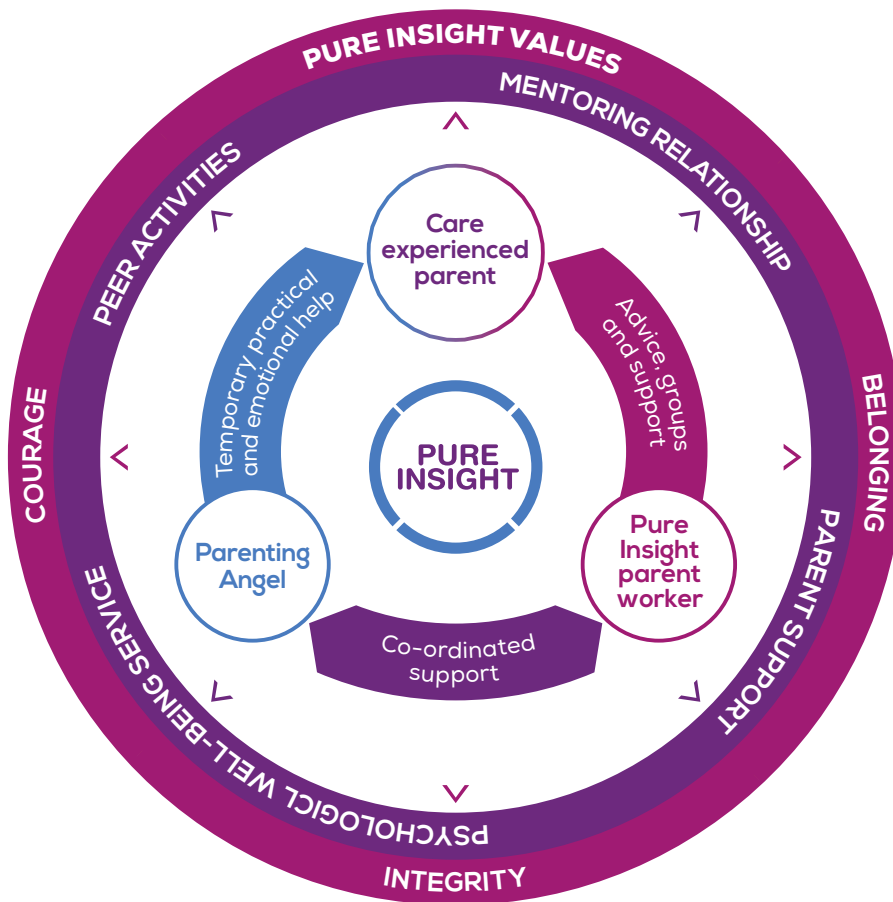 PURE INSIGHT VALUES
MENTORING RELATIONSHIP
PEER ACTIVITIES
Care
experienced
parent
Temporary practical
and emotional help
Advice, groups
and support
COURAGE
BELONGING
PURE
INSIGHT
Parenting
Angel
Pure
Insight
parent
worker
Co-ordinated
support
PARENT SUPPORT
PSYCHOLOGICL WELL-BEING SERVICE
INTEGRITY